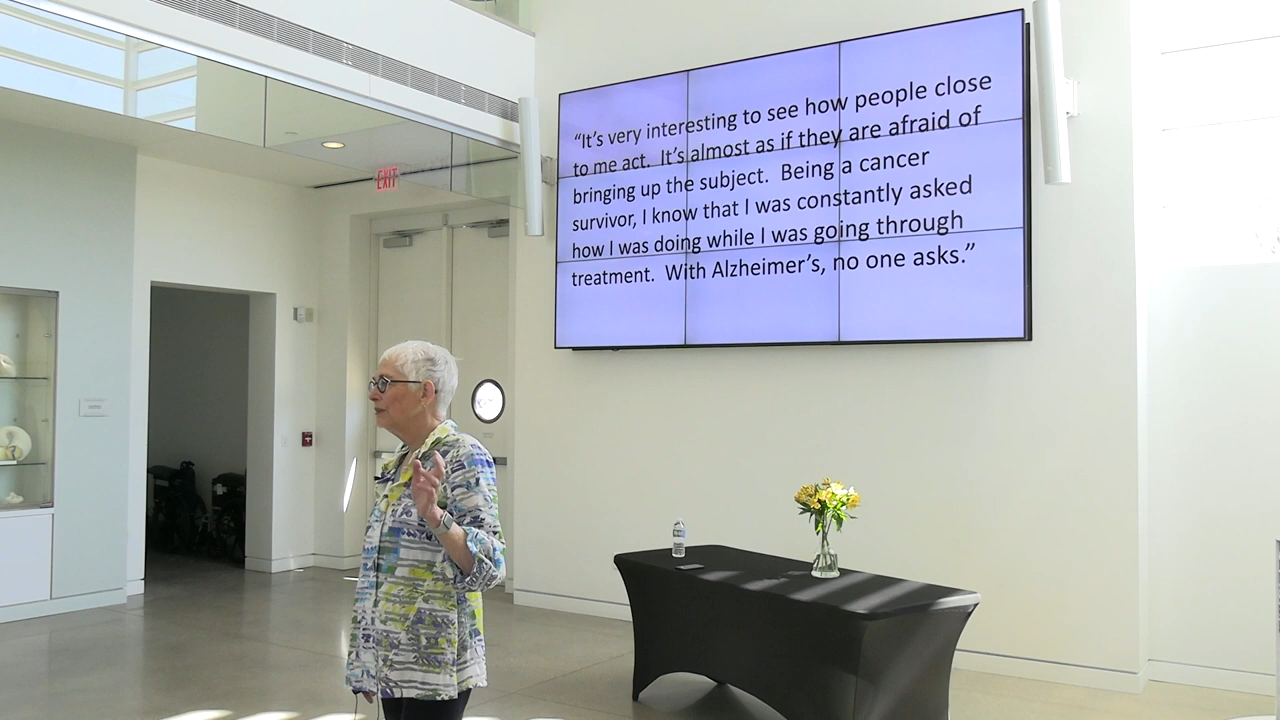 “It’s very interesting to see how people close
to me act.  It’s almost as if they are afraid of
bringing up the subject.  Being a cancer
survivor, I know that I was constantly asked
how I was doing while I was going through
treatment.  With Alzheimer’s, no one asks.”
EXIT